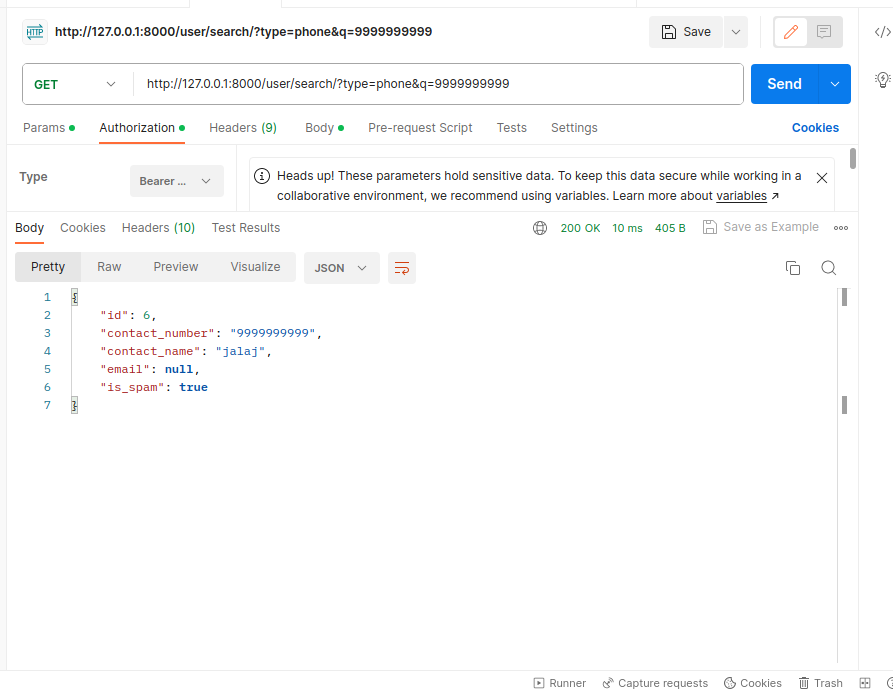 HTTP http://127.0.0.1:8000/user/search/?type=phone&q=9999999999 Save
GET http://127.0.0.1:8000/user/search/?type=phone&q=9999999999 Send
Params Authorization Headers (9) Body Pre-request Script Tests Settings Cookies
Type Bearer ...
Heads up! These parameters hold sensitive data. To keep this data secure while working in a
collaborative environment, we recommend using variables. Learn more about variables ↗
Body Cookies Headers (10) Test Results 200 OK 10 ms 405 B Save as Example
Pretty Raw Preview Visualize JSON
1 {
2 "id": 6,
3 "contact_number": "9999999999",
4 "contact_name": "jalaj",
5 "email": null,
6 "is_spam": true
7 }
Runner Capture requests Cookies Trash